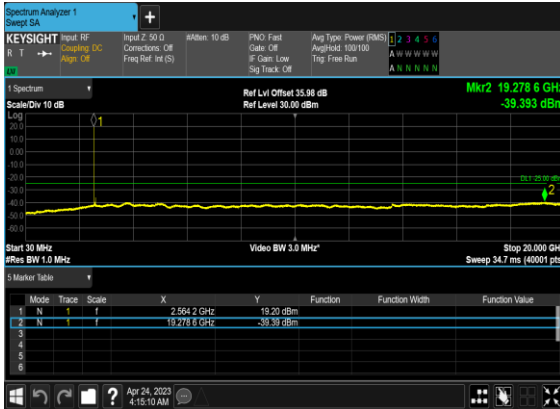 Spectrum Analyzer 1
Swept SA
+
KEYSIGHT Input: RF Input Z: 50 Ω #Atten: 10 dB PNO: Fast Avg Type: Power (RMS) 1 2 3 4 5 6
R T Coupling: DC Corrections: Off Gate: Off Avg|Hold: 100/100 A W W W W W
Align: Off Freq Ref: Int (S) IF Gain: Low Trig: Free Run
Sig Track: Off A N N N N N
1 Spectrum
Ref Lvl Offset 35.98 dB Mkr2 19.278 6 GHz
Scale/Div 10 dB Ref Level 30.00 dBm -39.393 dBm
Log
20.0
10.0
0.00
-10.0
-20.0
-30.0
-40.0
-50.0
-60.0
1
DL1 -25.00 dBm
2
Start 30 MHz Video BW 3.0 MHz* Stop 20.000 GHz
#Res BW 1.0 MHz Sweep 34.7 ms (40001 pts)
5 Marker Table
Mode Trace Scale X Y Function Function Width Function Value
1 N 1 f 2.564 2 GHz 19.20 dBm
2 N 1 f 19.278 6 GHz -39.39 dBm
3
4
5
6
? Apr 24, 2023
4:15:10 AM